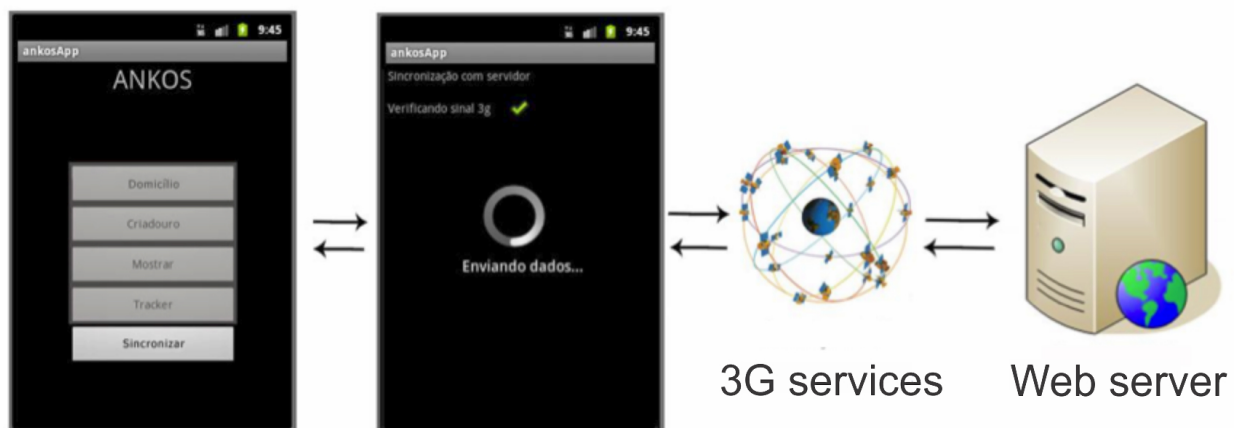 9:45
ankosApp
ANKOS
Domicílio
Criadouro
Mostrar
Tracker
Sincronizar
9:45
ankosApp
Sincronização com servidor
Verificando sinal 3g
Enviando dados...
3G services
Web server